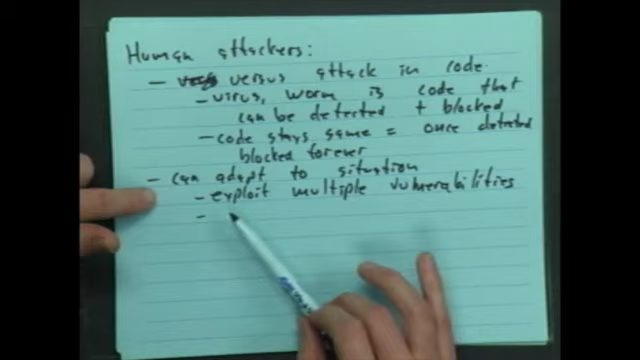 Human attackers:
- versus attack in code.
- virus, worm is code that
can be detected + blocked
- code stays same = once detected
blocked forever
- can adapt to situation
- exploit multiple vulnerabilities
-